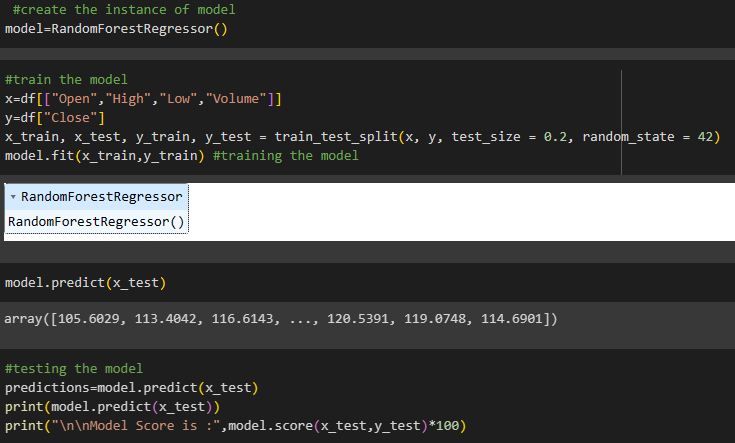 #create the instance of model
model=RandomForestRegressor()
#train the model
x=df[["Open","High","Low","Volume"]]
y=df["Close"]
x_train, x_test, y_train, y_test = train_test_split(x, y, test_size = 0.2, random_state = 42)
model.fit(x_train,y_train) #training the model
▾ RandomForestRegressor
RandomForestRegressor()
model.predict(x_test)
array([105.6029, 113.4042, 116.6143, ..., 120.5391, 119.0748, 114.6901])
#testing the model
predictions=model.predict(x_test)
print(model.predict(x_test))
print("\n\nModel Score is :",model.score(x_test,y_test)*100)